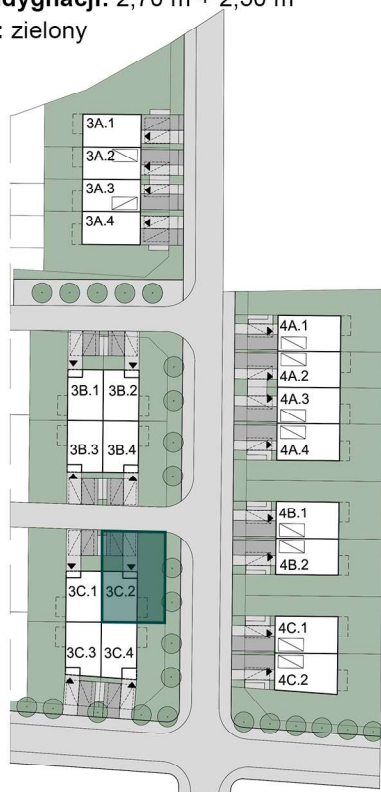 dygnacji: 2,70 m + 2,50 m
: zielony
3A.1
3A.2
3A.3
3A.4
4A.1
4A.2
4A.3
4A.4
3B.1 3B.2
3B.3 3B.4
4B.1
4B.2
3C.1 3C.2
3C.3 3C.4
4C.1
4C.2